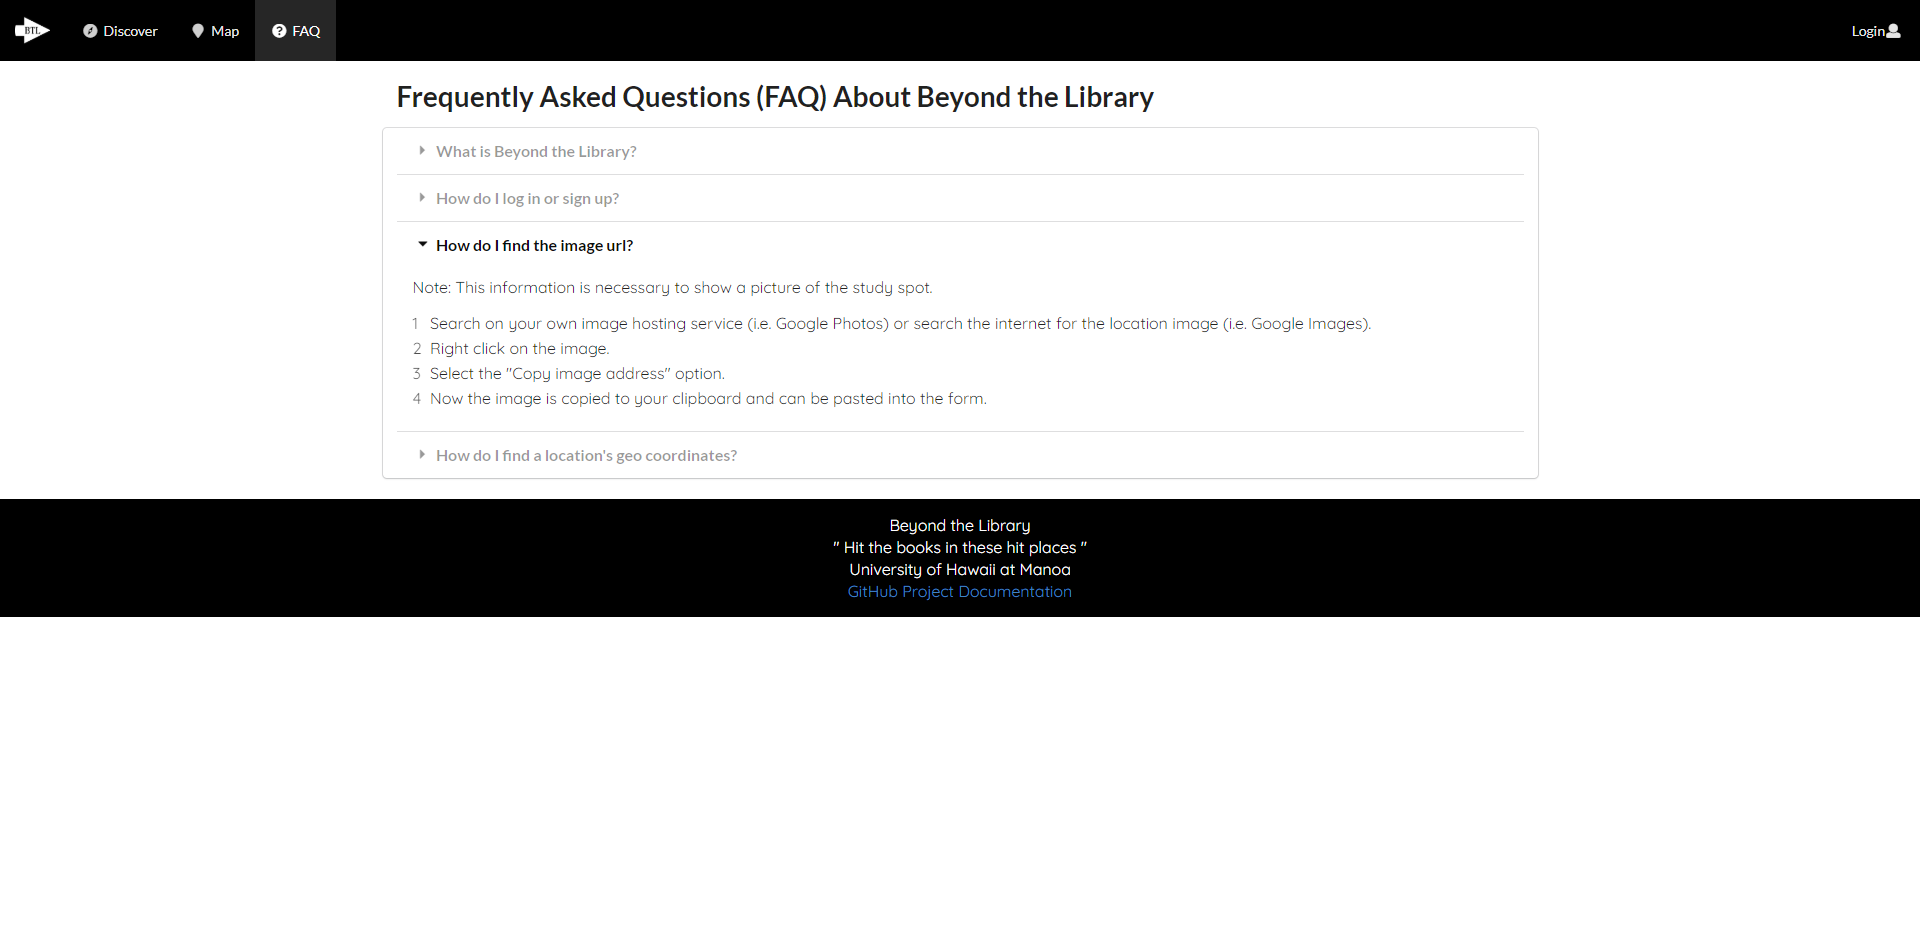 BTL
Discover
Map
FAQ
Login
Frequently Asked Questions (FAQ) About Beyond the Library
What is Beyond the Library?
How do I log in or sign up?
How do I find the image url?
Note: This information is necessary to show a picture of the study spot.
1 Search on your own image hosting service (i.e. Google Photos) or search the internet for the location image (i.e. Google Images).
2 Right click on the image.
3 Select the "Copy image address" option.
4 Now the image is copied to your clipboard and can be pasted into the form.
How do I find a location's geo coordinates?
Beyond the Library
" Hit the books in these hit places "
University of Hawaii at Manoa
GitHub Project Documentation